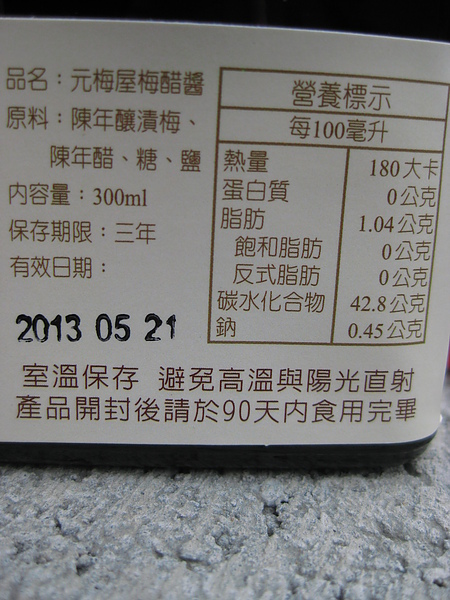 品名：元梅屋梅醋醬
原料：陳年釀漬梅、
陳年醋、糖、鹽
內容量：300ml
保存期限：三年
有效日期：
2013 05 21
營養標示
每100毫升
熱量 180大卡
蛋白質 0公克
脂肪 1.04公克
飽和脂肪 0公克
反式脂肪 0公克
碳水化合物 42.8公克
鈉 0.45公克
室溫保存 避免高溫與陽光直射
產品開封後請於90天內食用完畢